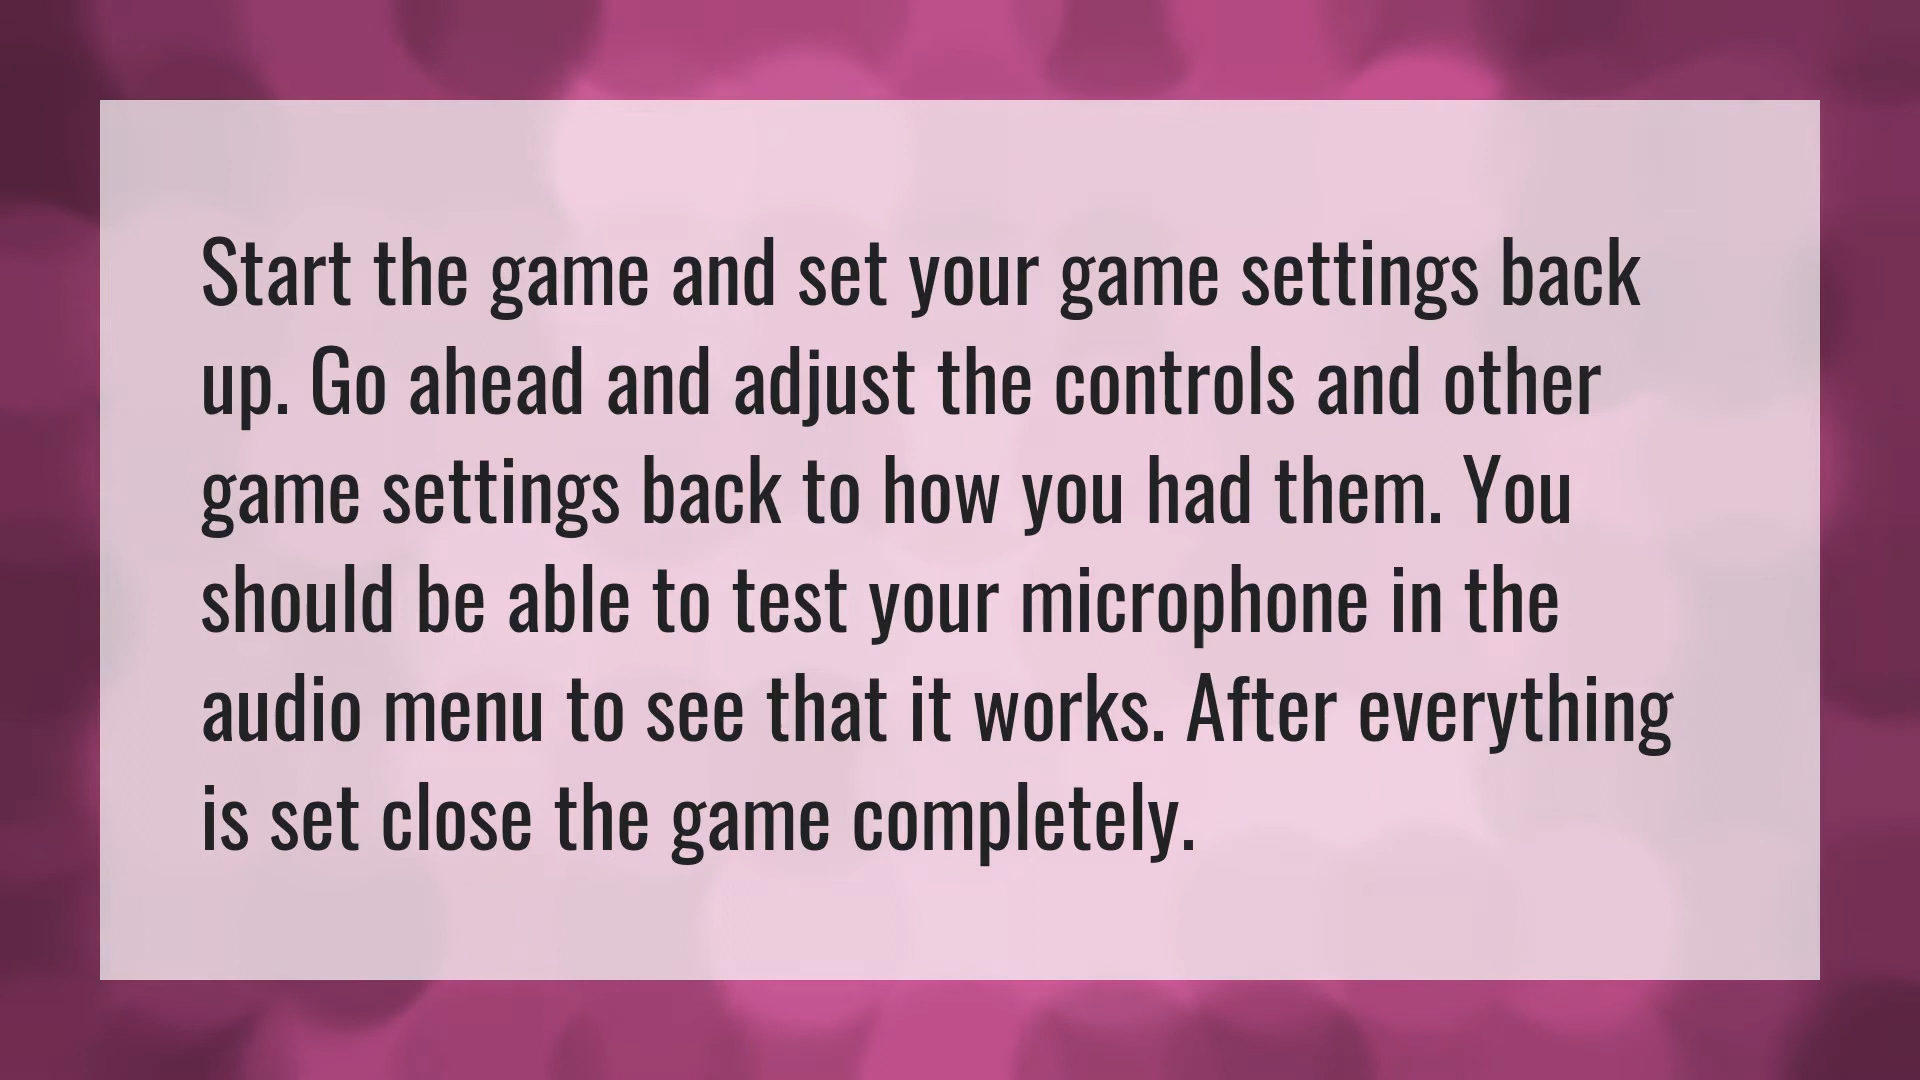 Start the game and set your game settings back
up. Go ahead and adjust the controls and other
game settings back to how you had them. You
should be able to test your microphone in the
audio menu to see that it works. After everything
is set close the game completely.